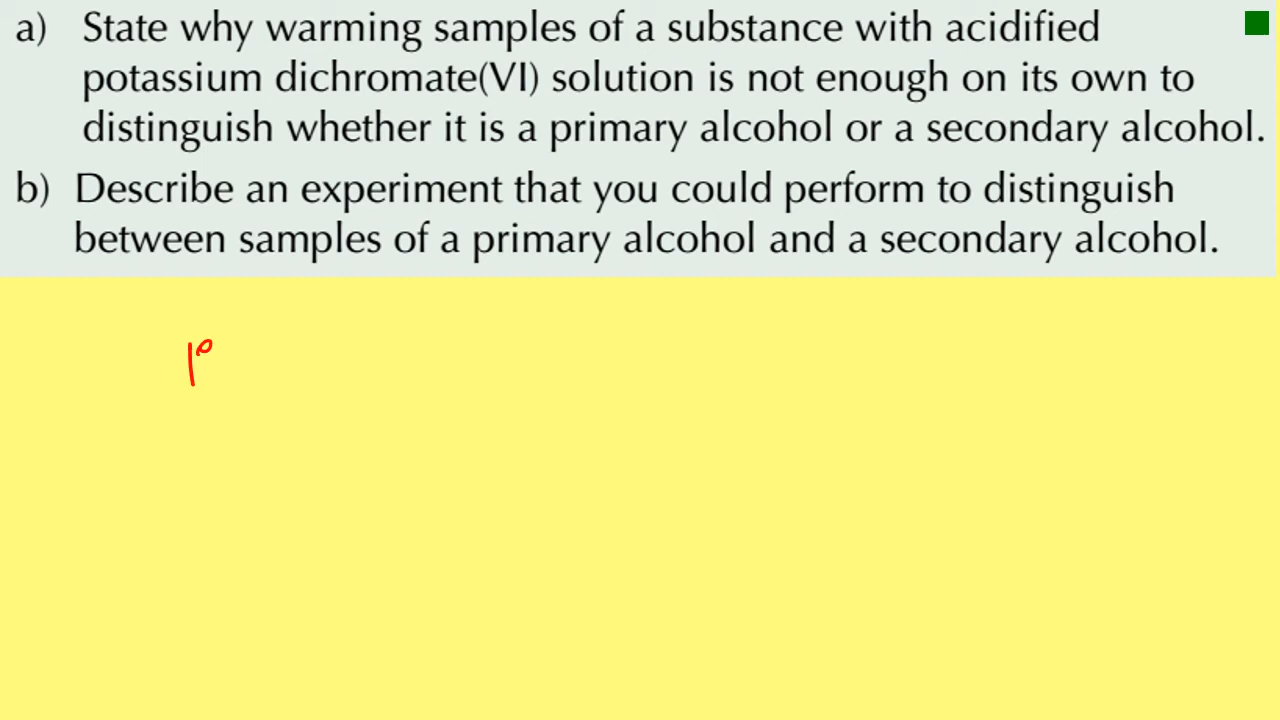 a) State why warming samples of a substance with acidified
potassium dichromate(VI) solution is not enough on its own to
distinguish whether it is a primary alcohol or a secondary alcohol.
b) Describe an experiment that you could perform to distinguish
between samples of a primary alcohol and a secondary alcohol.
1°